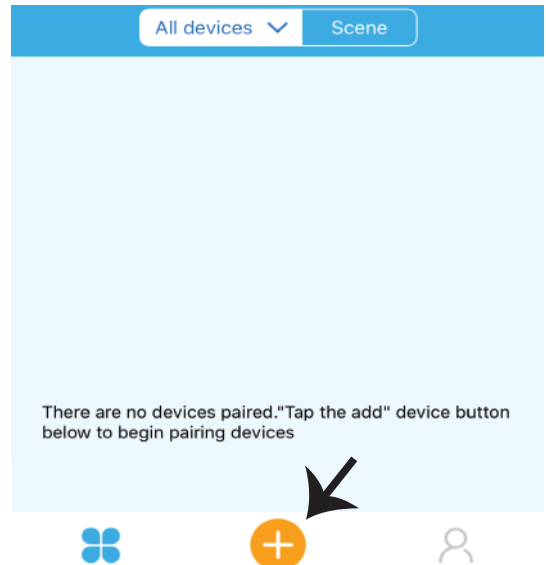 All devices Scene
There are no devices paired."Tap the add" device button
below to begin pairing devices